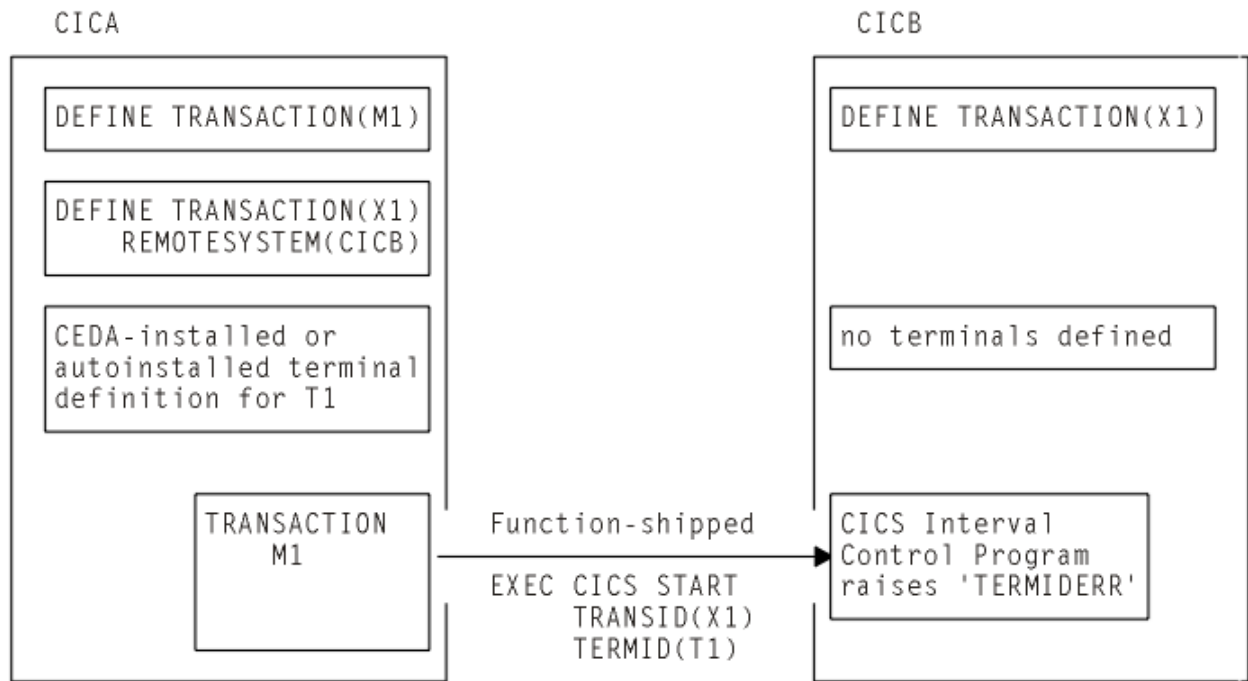 CICA
DEFINE TRANSACTION(M1)
DEFINE TRANSACTION(X1)
REMOTESYSTEM(CICB)
CEDA-installed or
autoinstalled terminal
definition for T1
TRANSACTION
M1
Function-shipped
EXEC CICS START
TRANSID(X1)
TERMID(T1)
CICB
DEFINE TRANSACTION(X1)
no terminals defined
CICS Interval
Control Program
raises 'TERMIDERR'